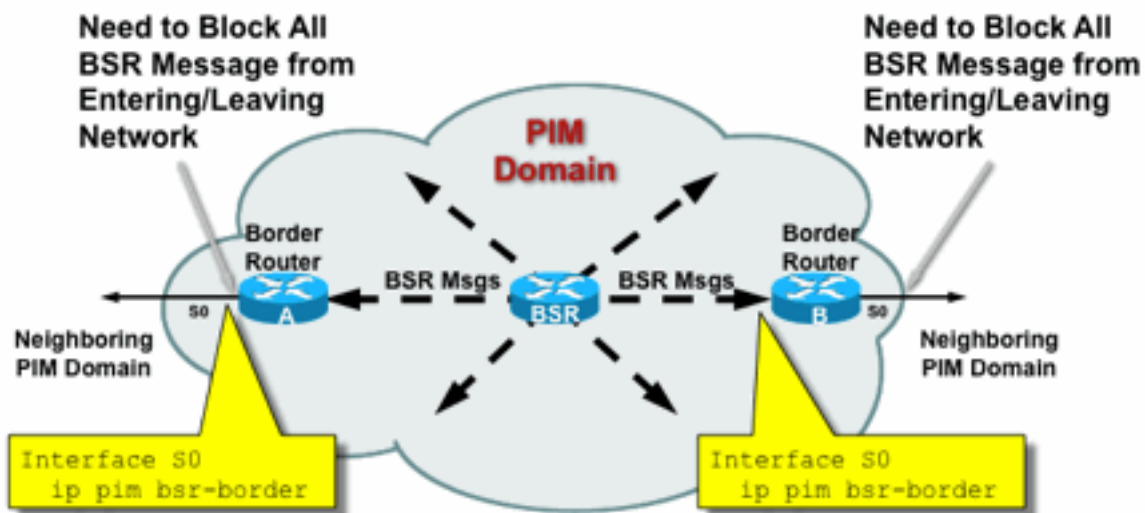 Need to Block All
BSR Message from
Entering/Leaving
Network
Need to Block All
BSR Message from
Entering/Leaving
Network
PIM
Domain
Border
Router
Border
Router
BSR Msgs
BSR Msgs
S0
A
BSR
B
S0
Neighboring
PIM Domain
Neighboring
PIM Domain
Interface S0
ip pim bsr-border
Interface S0
ip pim bsr-border